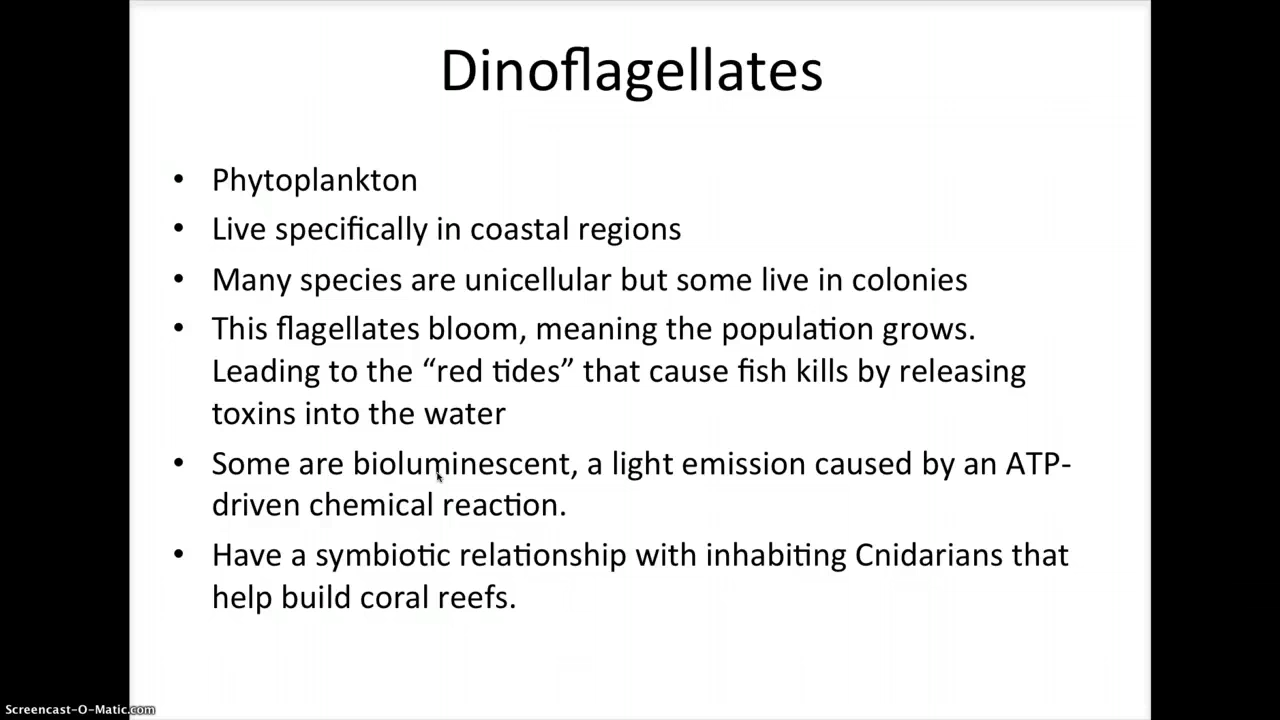 Dinoflagellates
• Phytoplankton
• Live specifically in coastal regions
• Many species are unicellular but some live in colonies
• This flagellates bloom, meaning the population grows.
Leading to the “red tides” that cause fish kills by releasing
toxins into the water
• Some are bioluminescent, a light emission caused by an ATP-
driven chemical reaction.
• Have a symbiotic relationship with inhabiting Cnidarians that
help build coral reefs.
Screencast-O-Matic.com